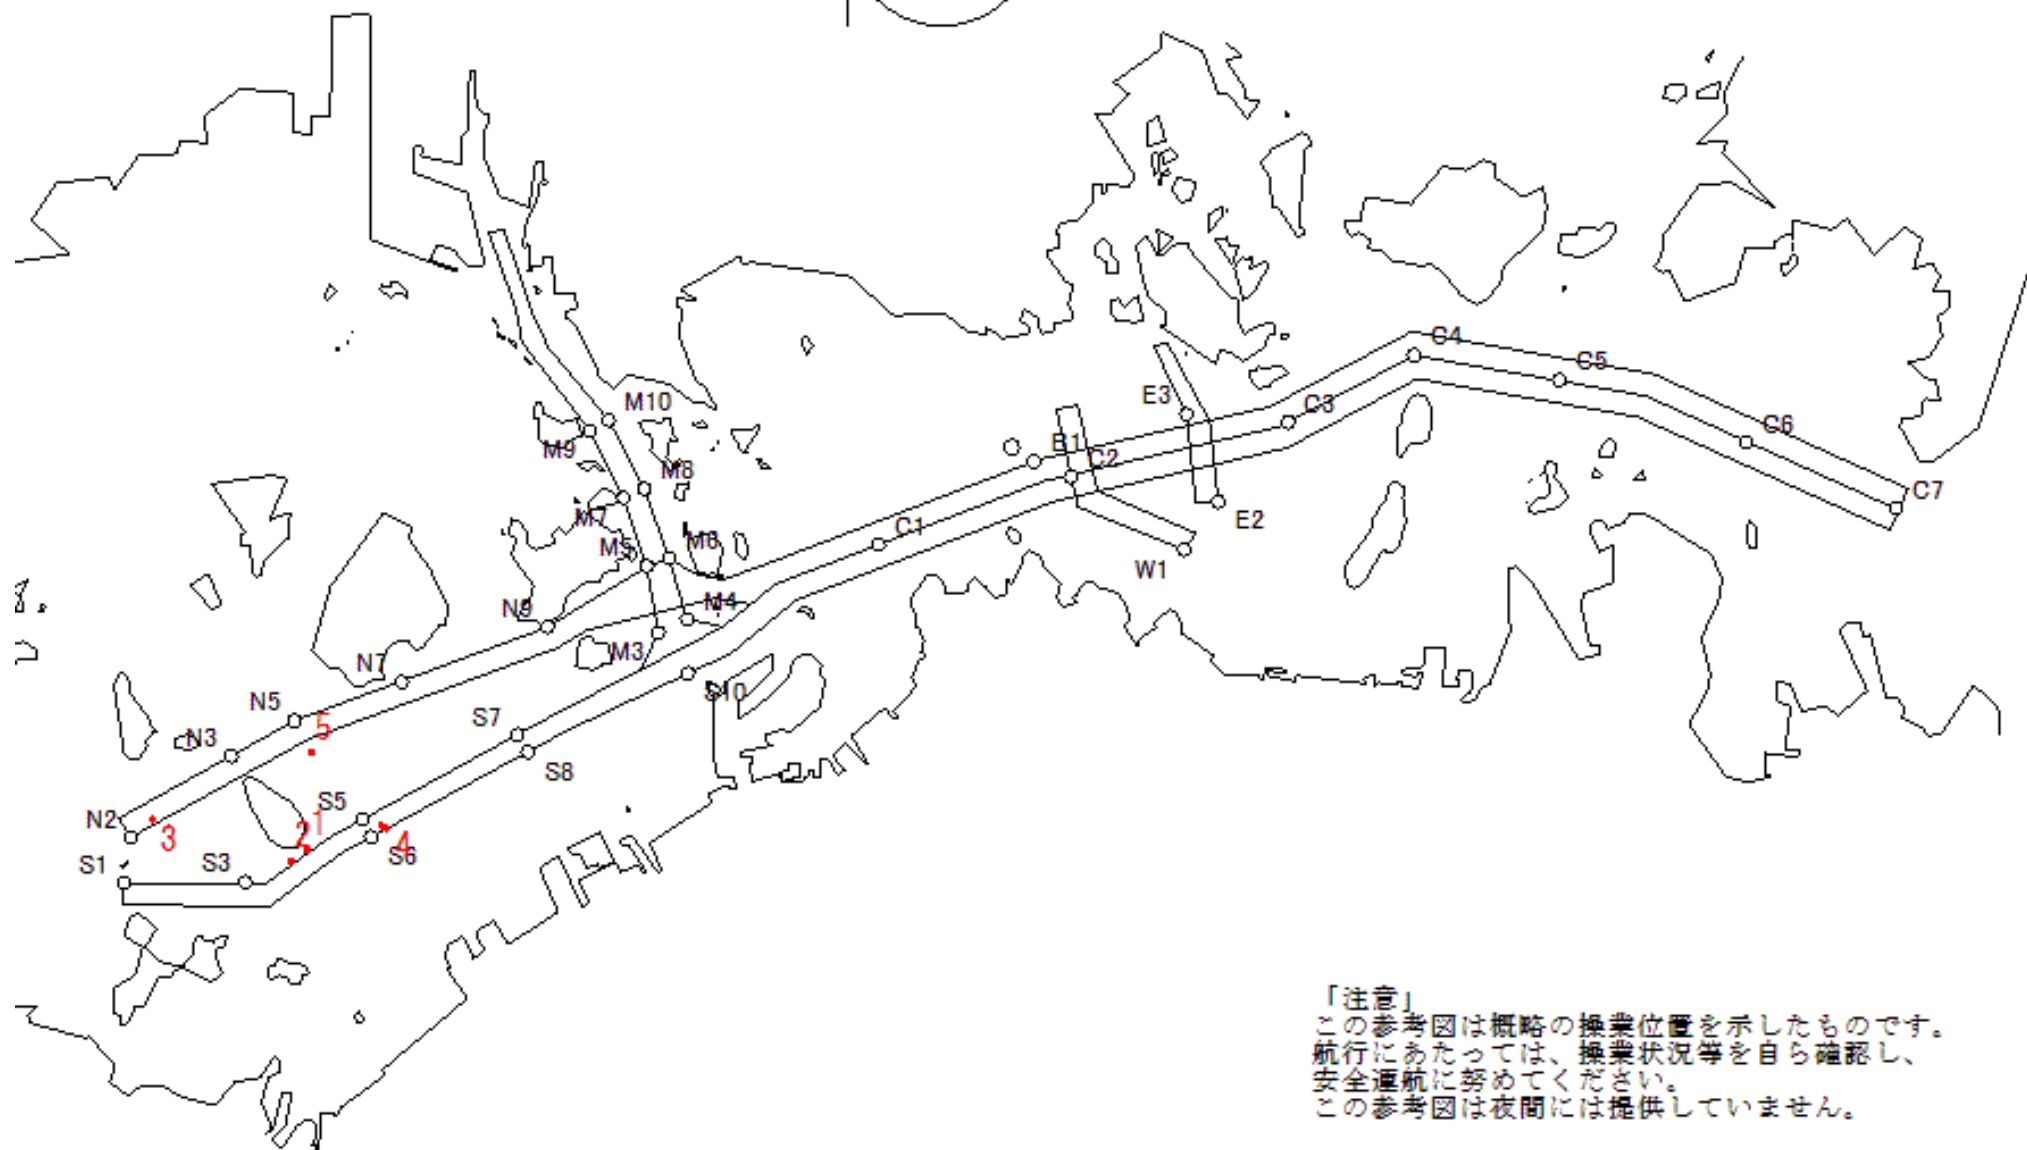 C4
C5
E3
M10
C3
C6
B1
M9
C2
M8
C7
M7
E2
C1
M5
M6
W1
N9
M4
M3
N7
S10
N5
5
S7
N3
S8
S5
N2
3
2
1
4
S6
S1
S3
「注意」
この参考図は概略の操業位置を示したものです。
航行にあたっては、操業状況等を自ら確認し、
安全運航に努めてください。
この参考図は夜間には提供していません。